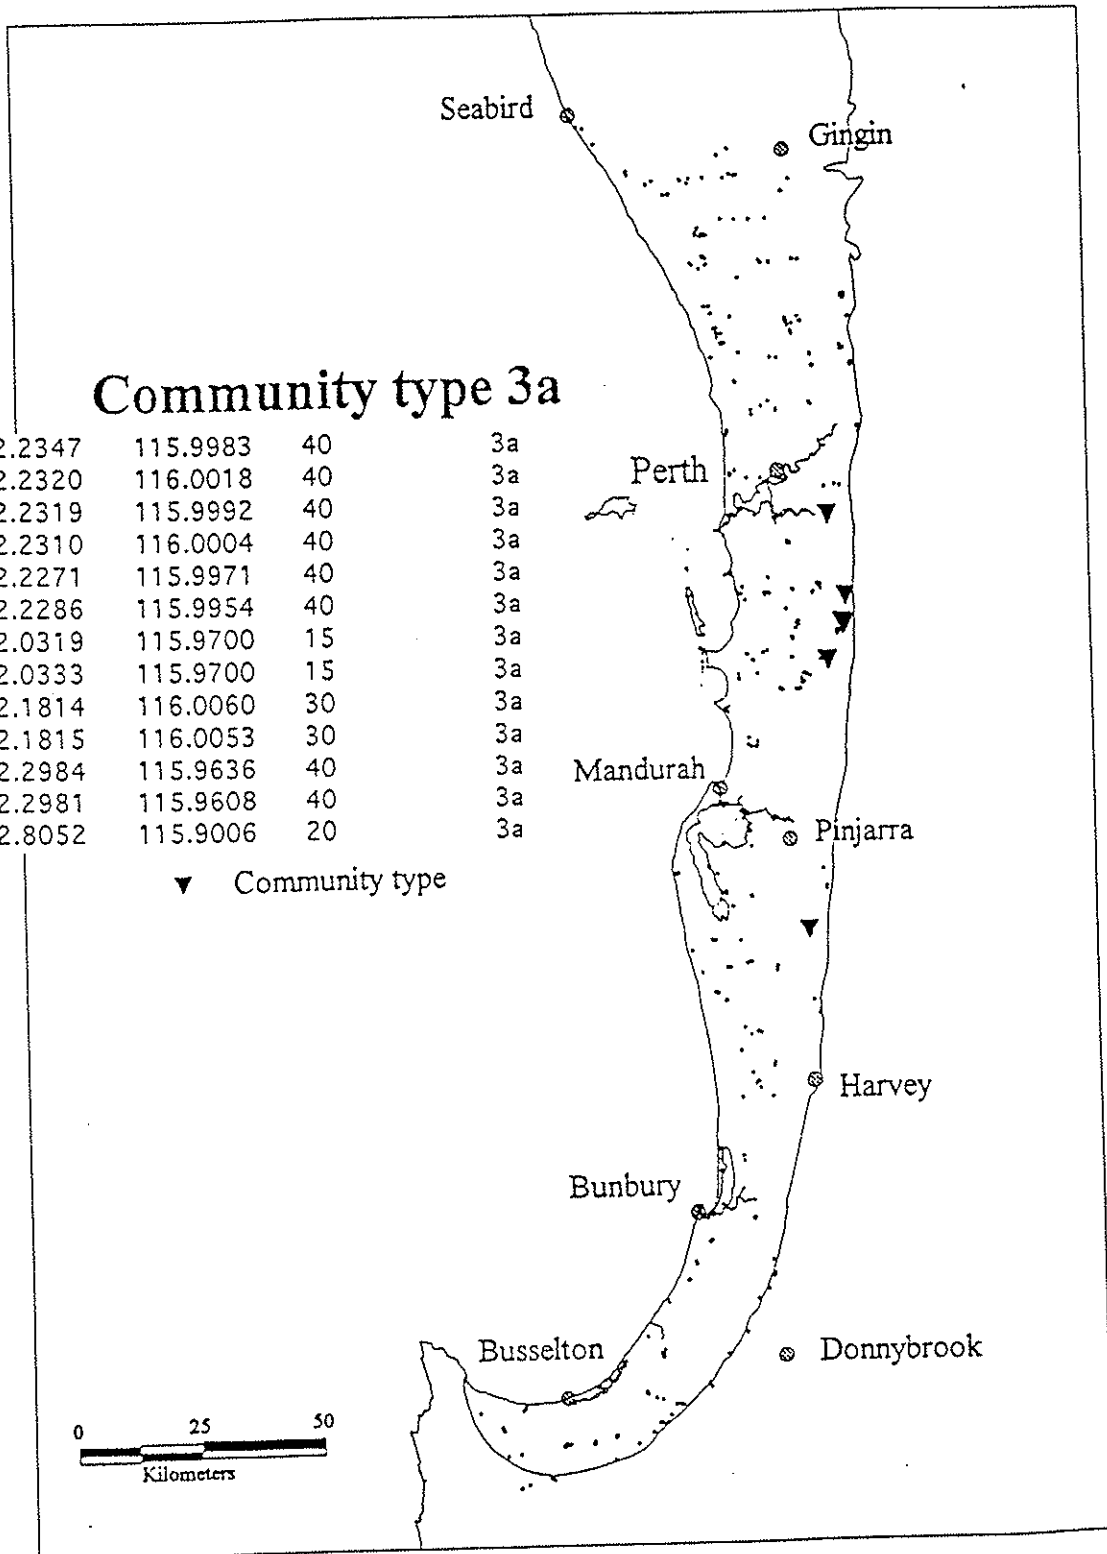 Seabird
Gingin
Community type 3a
2.2347 115.9983 40 3a
2.2320 116.0018 40 3a
2.2319 115.9992 40 3a
2.2310 116.0004 40 3a
2.2271 115.9971 40 3a
2.2286 115.9954 40 3a
2.0319 115.9700 15 3a
2.0333 115.9700 15 3a
2.1814 116.0060 30 3a
2.1815 116.0053 30 3a
2.2984 115.9636 40 3a
2.2981 115.9608 40 3a
2.8052 115.9006 20 3a
Perth
Mandurah
Pinjarra
Community type
Harvey
Bunbury
Busselton
Donnybrook
0 25 50
Kilometers